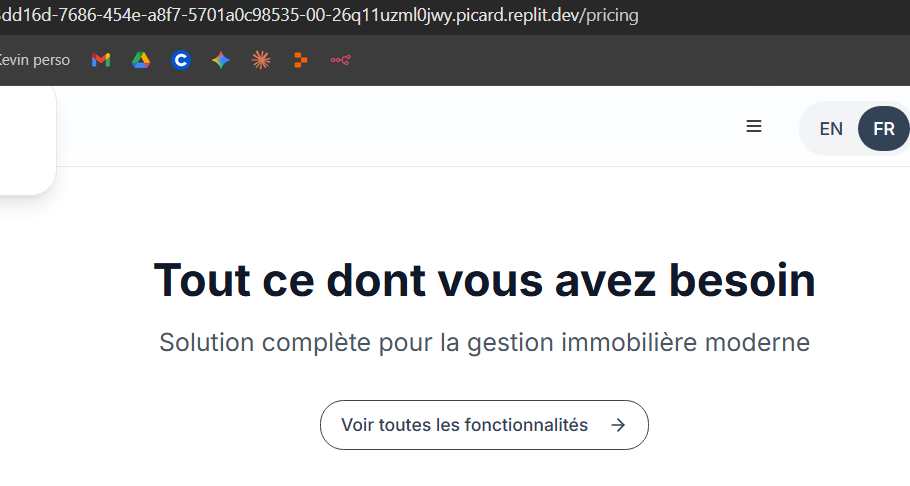 dd16d-7686-454e-a8f7-5701a0c98535-00-26q11uzml0jwy.picard.replit.dev/pricing
Kevin perso
EN FR
Tout ce dont vous avez besoin
Solution complète pour la gestion immobilière moderne
Voir toutes les fonctionnalités →